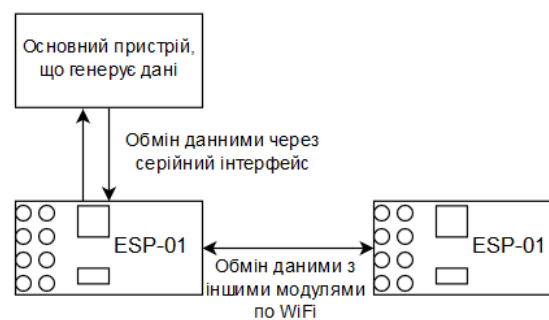 Основний пристрій,
що генерує дані
Обмін данними через
серійний інтерфейс
ESP-01
ESP-01
Обмін даними з
іншими модулями
по WiFi